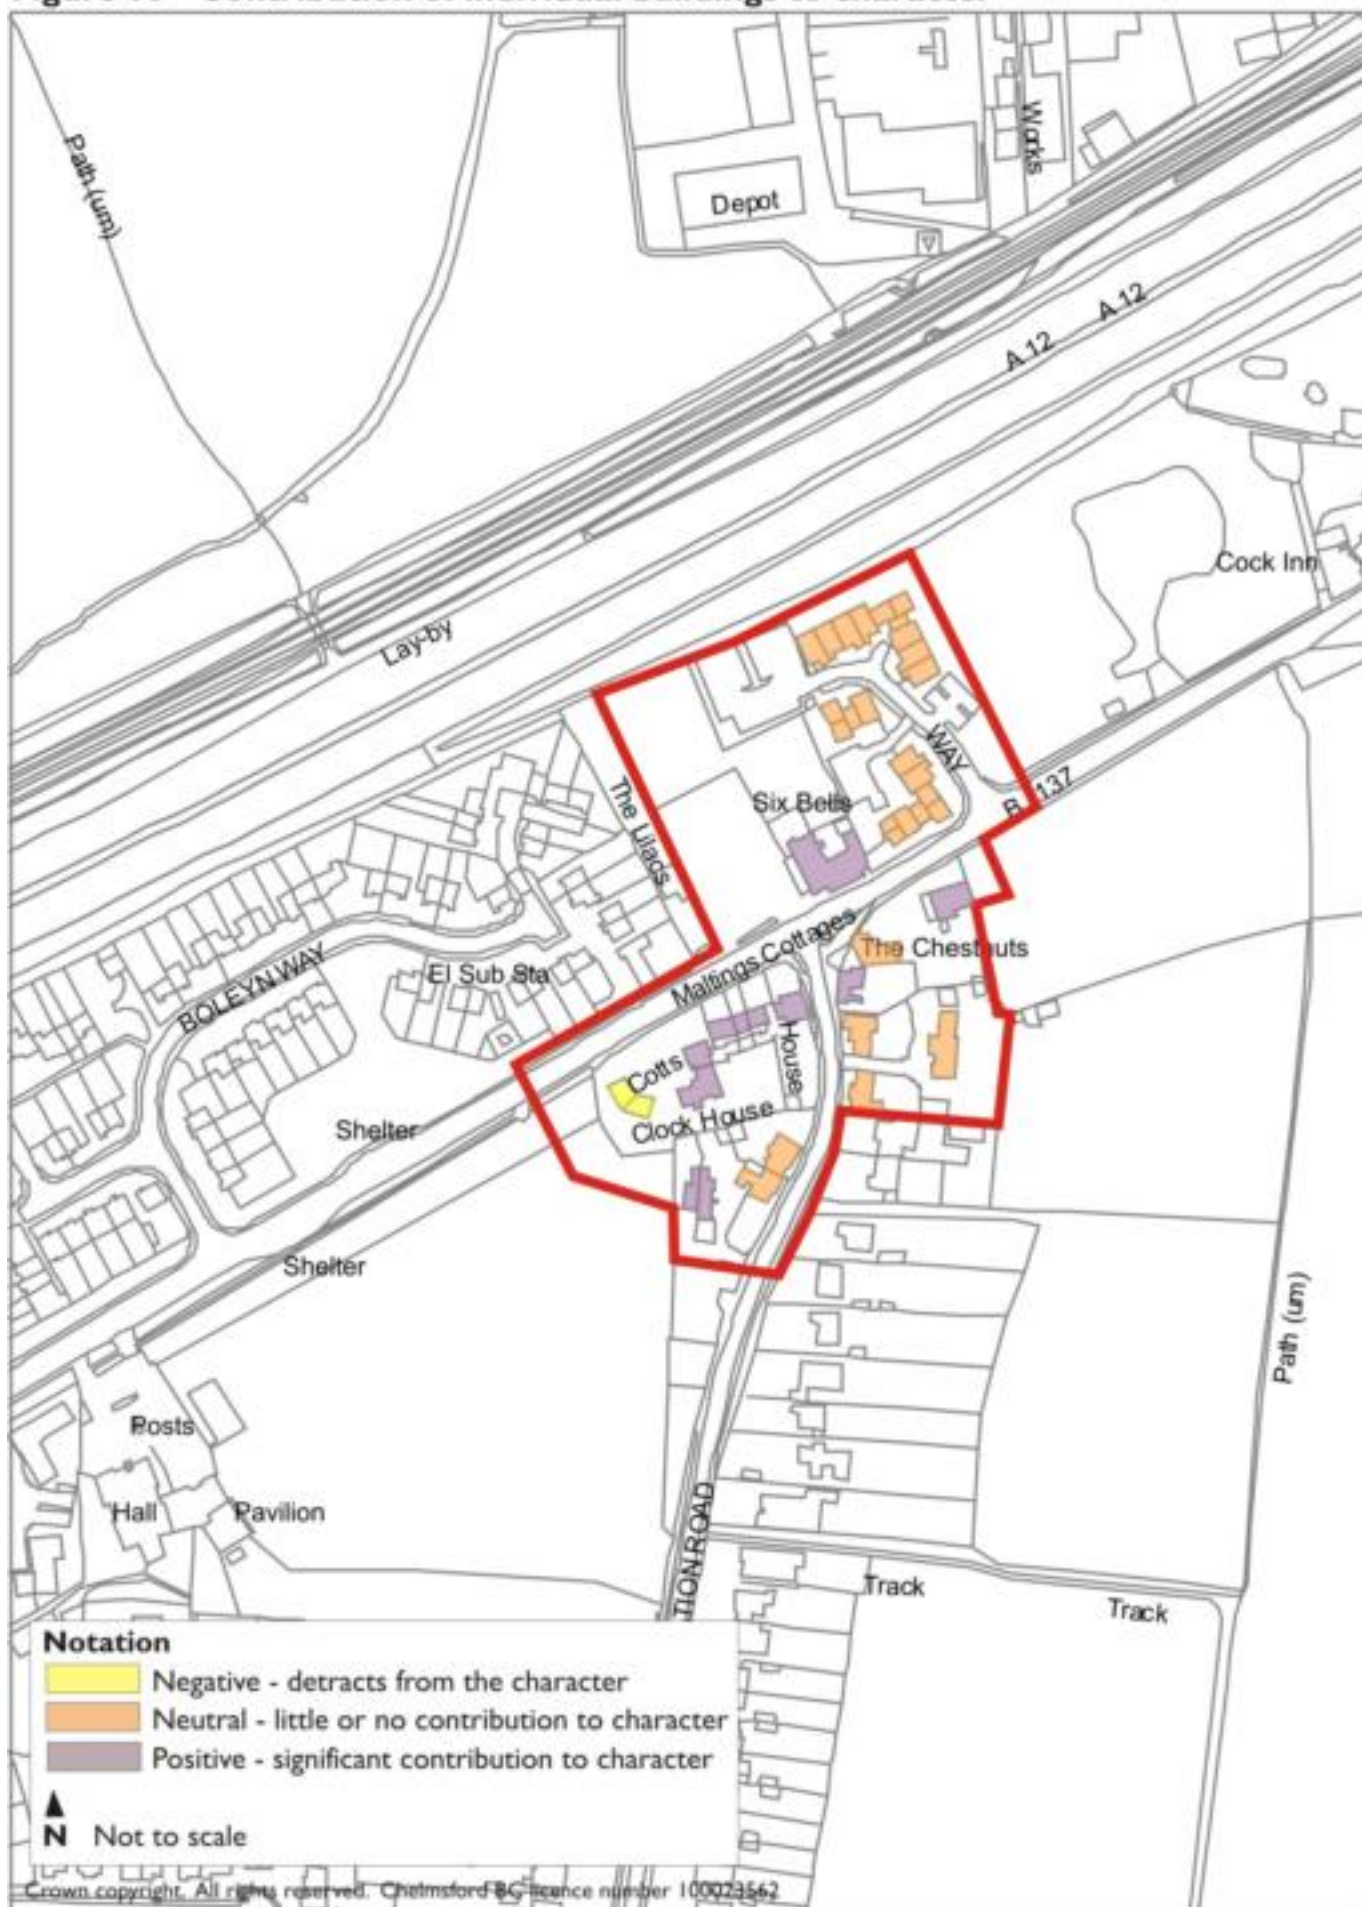 Path (um)
Works
Depot
A 12
A 12
Cock Inn
Lay-by
WAY
The Lilacs
Six Bells
B 137
Maltings Cottages
The Chestnuts
BOLEYN WAY
El Sub Sta
House
Cotts
Clock House
Shelter
Shelter
Path (um)
Posts
Hall
Pavilion
TION ROAD
Track
Track
Notation
Negative - detracts from the character
Neutral - little or no contribution to character
Positive - significant contribution to character
N Not to scale
Crown copyright. All rights reserved. Chelmsford BC licence number 100023562